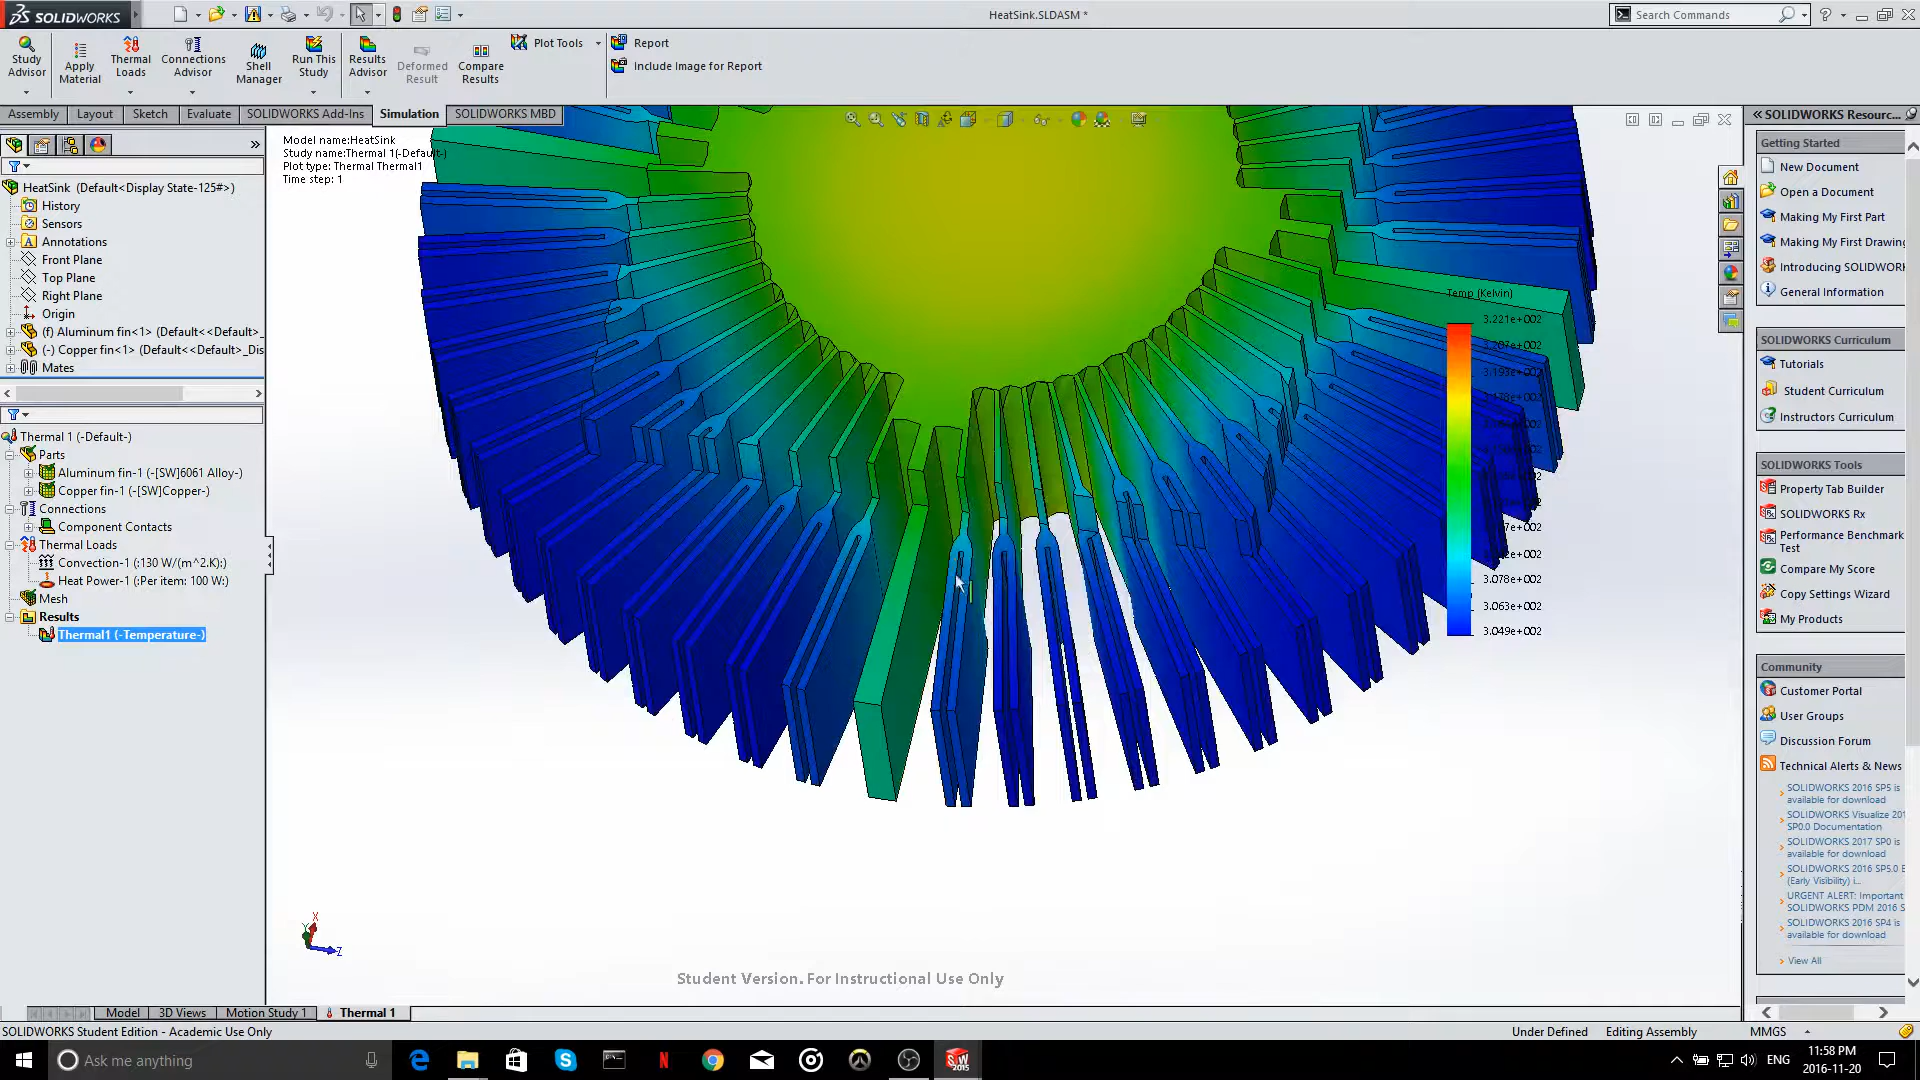 SOLIDWORKS
HeatSink.SLDASM *
Search Commands
Study Advisor
Apply Material
Thermal Loads
Connections Advisor
Shell Manager
Run This Study
Results Advisor
Deformed Result
Compare Results
Plot Tools
Report
Include Image for Report
Assembly
Layout
Sketch
Evaluate
SOLIDWORKS Add-Ins
Simulation
SOLIDWORKS MBD
HeatSink (Default<Display State-125#>)
History
Sensors
Annotations
Front Plane
Top Plane
Right Plane
Origin
(f) Aluminum fin<1> (Default<<Default>_
(-) Copper fin<1> (Default<<Default>_Dis
Mates
Thermal 1 (-Default-)
Parts
Aluminum fin-1 (-[SW]6061 Alloy-)
Copper fin-1 (-[SW]Copper-)
Connections
Component Contacts
Thermal Loads
Convection-1 (:130 W/(m^2.K):)
Heat Power-1 (:Per item: 100 W:)
Mesh
Results
Thermal1 (-Temperature-)
Model name:HeatSink
Study name:Thermal 1(-Default-)
Plot type: Thermal Thermal1
Time step: 1
Temp (Kelvin)
3.221e+002
3.207e+002
3.193e+002
3.078e+002
3.063e+002
3.049e+002
Student Version. For Instructional Use Only
SOLIDWORKS Resourc...
Getting Started
New Document
Open a Document
Making My First Part
Making My First Drawing
Introducing SOLIDWORK
General Information
SOLIDWORKS Curriculum
Tutorials
Student Curriculum
Instructors Curriculum
SOLIDWORKS Tools
Property Tab Builder
SOLIDWORKS Rx
Performance Benchmark
Test
Compare My Score
Copy Settings Wizard
My Products
Community
Customer Portal
User Groups
Discussion Forum
Technical Alerts & News
SOLIDWORKS 2016 SP5 is
available for download
SOLIDWORKS Visualize 201
SP0.0 Documentation
SOLIDWORKS 2017 SP0 is
available for download
SOLIDWORKS 2016 SP5.0 E
(Early Visibility) i...
URGENT ALERT: Important
SOLIDWORKS PDM 2016 S
SOLIDWORKS 2016 SP4 is
available for download
View All
Model
3D Views
Motion Study 1
Thermal 1
SOLIDWORKS Student Edition - Academic Use Only
Under Defined
Editing Assembly
MMGS
Ask me anything
ENG
11:58 PM
2016-11-20